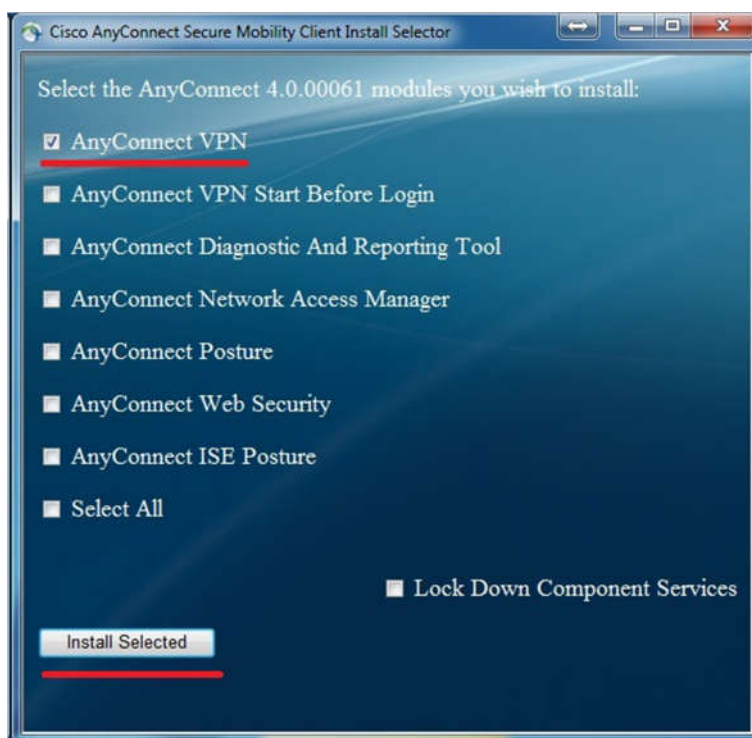 Cisco AnyConnect Secure Mobility Client Install Selector
Select the AnyConnect 4.0.00061 modules you wish to install:
AnyConnect VPN
AnyConnect VPN Start Before Login
AnyConnect Diagnostic And Reporting Tool
AnyConnect Network Access Manager
AnyConnect Posture
AnyConnect Web Security
AnyConnect ISE Posture
Select All
Lock Down Component Services
Install Selected